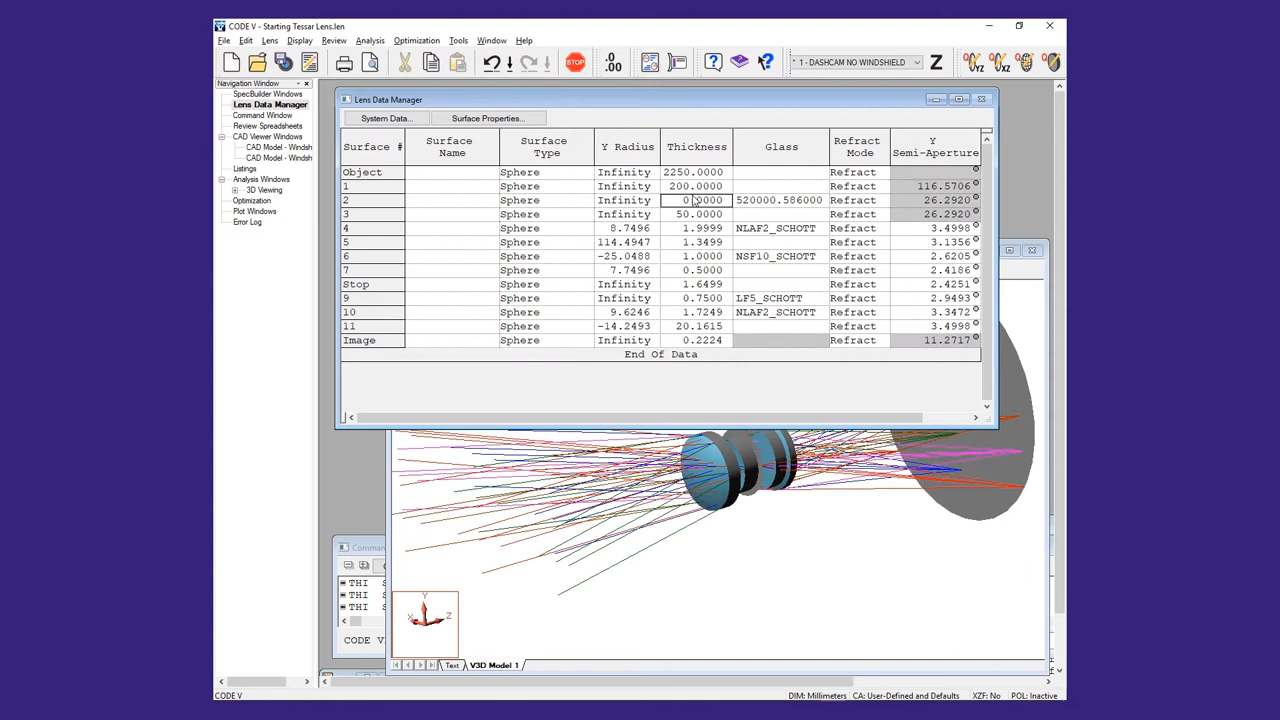 CODE V - Starting Tessar Lens.len
File Edit Lens Display Review Analysis Optimization Tools Window Help
STOP
.00
* 1 - DASHCAM NO WINDSHIELD
Z
YZ XZ
Navigation Window
SpecBuilder Windows
Lens Data Manager
Command Window
Review Spreadsheets
CAD Viewer Windows
CAD Model - Windsh
CAD Model - Windsh
Listings
Analysis Windows
3D Viewing
Optimization
Plot Windows
Error Log
Lens Data Manager
System Data... Surface Properties...
Surface # Surface Name Surface Type Y Radius Thickness Glass Refract Mode Y Semi-Aperture
Object Sphere Infinity 2250.0000 Refract
1 Sphere Infinity 200.0000 Refract 116.5706
2 Sphere Infinity 0.0000 520000.586000 Refract 26.2920
3 Sphere Infinity 50.0000 Refract 26.2920
4 Sphere 8.7496 1.9999 NLAF2_SCHOTT Refract 3.4998
5 Sphere 114.4947 1.3499 Refract 3.1356
6 Sphere -25.0488 1.0000 NSF10_SCHOTT Refract 2.6205
7 Sphere 7.7496 0.5000 Refract 2.4186
Stop Sphere Infinity 1.6499 Refract 2.4251
9 Sphere Infinity 0.7500 LF5_SCHOTT Refract 2.9493
10 Sphere 9.6246 1.7249 NLAF2_SCHOTT Refract 3.3472
11 Sphere -14.2493 20.1615 Refract 3.4998
Image Sphere Infinity 0.2224 Refract 11.2717
End Of Data
Comma
THI S
THI S
THI S
CODE V
Y
X Z
Text V3D Model 1
CODE V
DIM: Millimeters CA: User-Defined and Defaults XZF: No POL: Inactive